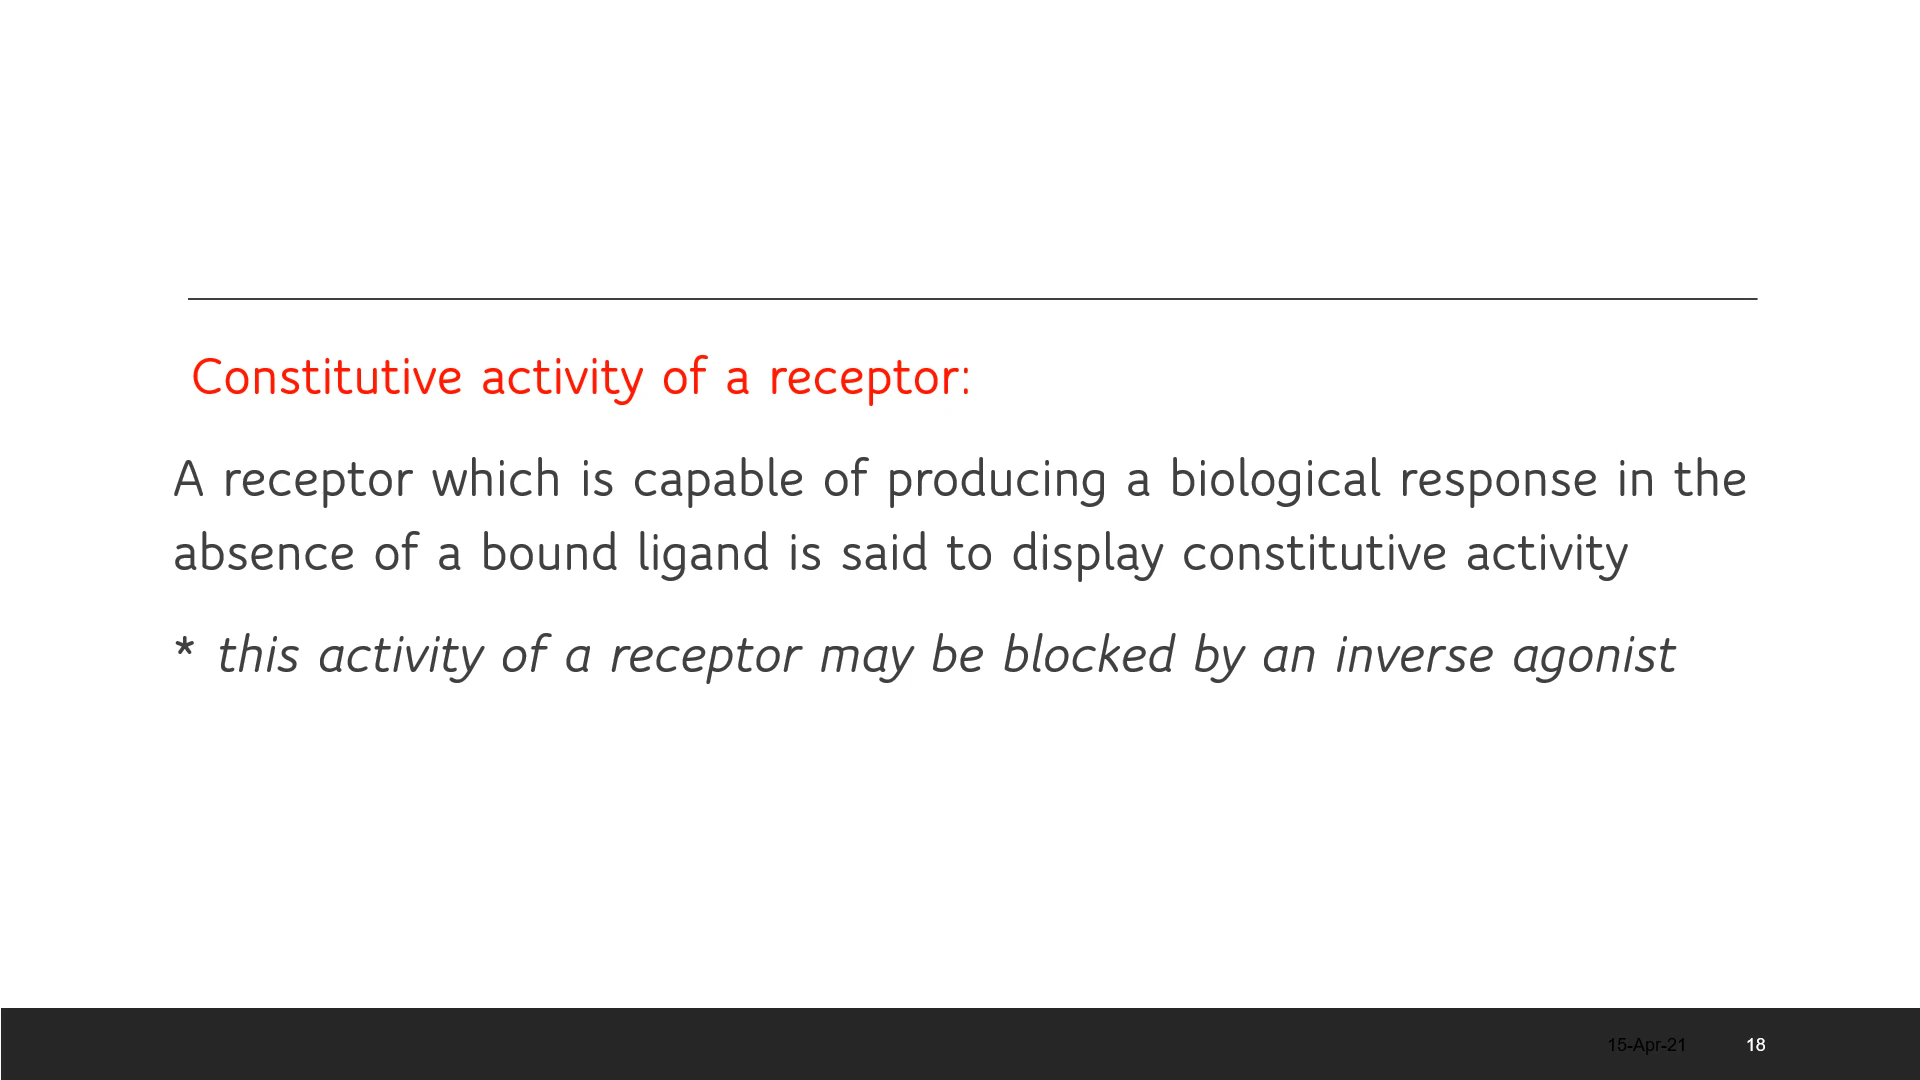 Constitutive activity of a receptor:
A receptor which is capable of producing a biological response in the
absence of a bound ligand is said to display constitutive activity
* this activity of a receptor may be blocked by an inverse agonist
15-Apr-21
18